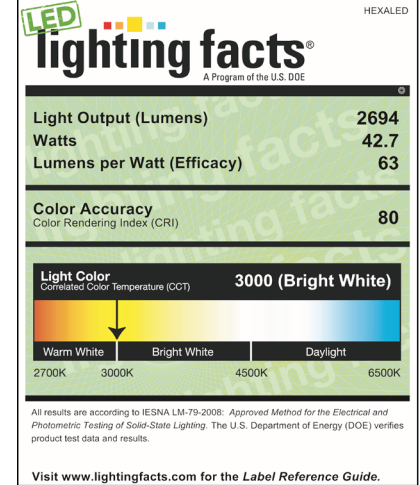 HEXALED
LED
lighting facts®
A Program of the U.S. DOE
Light Output (Lumens) 2694
Watts 42.7
Lumens per Watt (Efficacy) 63
Color Accuracy
Color Rendering Index (CRI) 80
Light Color
Correlated Color Temperature (CCT) 3000 (Bright White)
Warm White Bright White Daylight
2700K 3000K 4500K 6500K
All results are according to IESNA LM-79-2008: Approved Method for the Electrical and
Photometric Testing of Solid-State Lighting. The U.S. Department of Energy (DOE) verifies
product test data and results.
Visit www.lightingfacts.com for the Label Reference Guide.